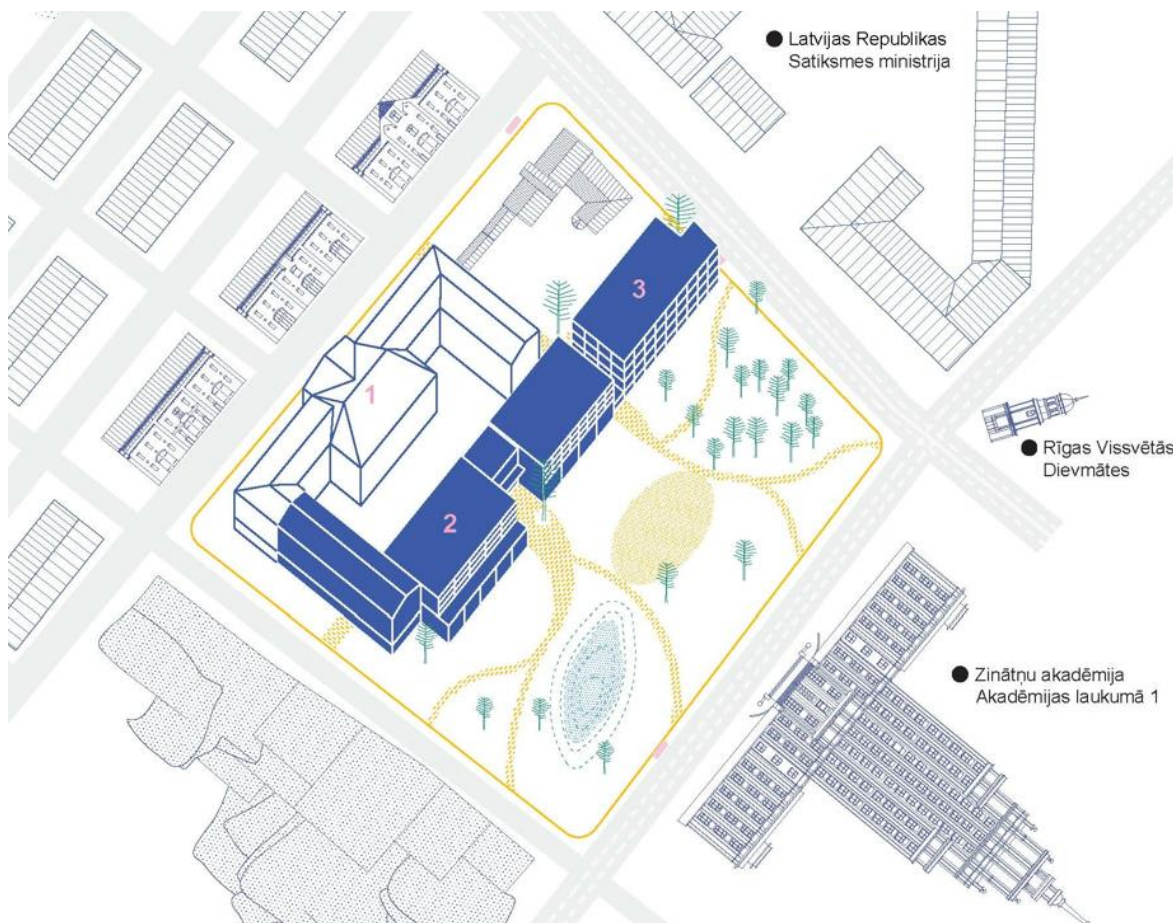 Latvijas Republikas
Satiksmes ministrija
3
1
Rīgas Vissvētās
Dievmātes
2
Zinātņu akadēmija
Akadēmijas laukumā 1